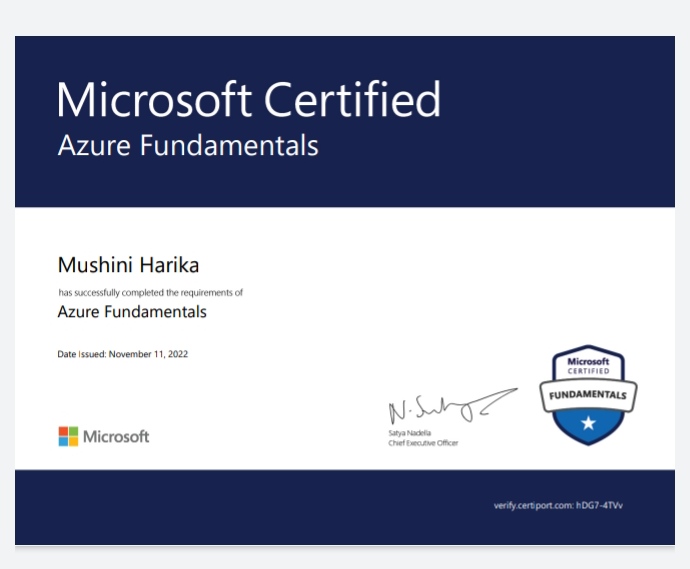 Microsoft Certified
Azure Fundamentals
Mushini Harika
has successfully completed the requirements of
Azure Fundamentals
Date Issued: November 11, 2022
Microsoft
CERTIFIED
FUNDAMENTALS
Satya Nadella
Chief Executive Officer
Microsoft
verify.certiport.com: hDG7-4TVv